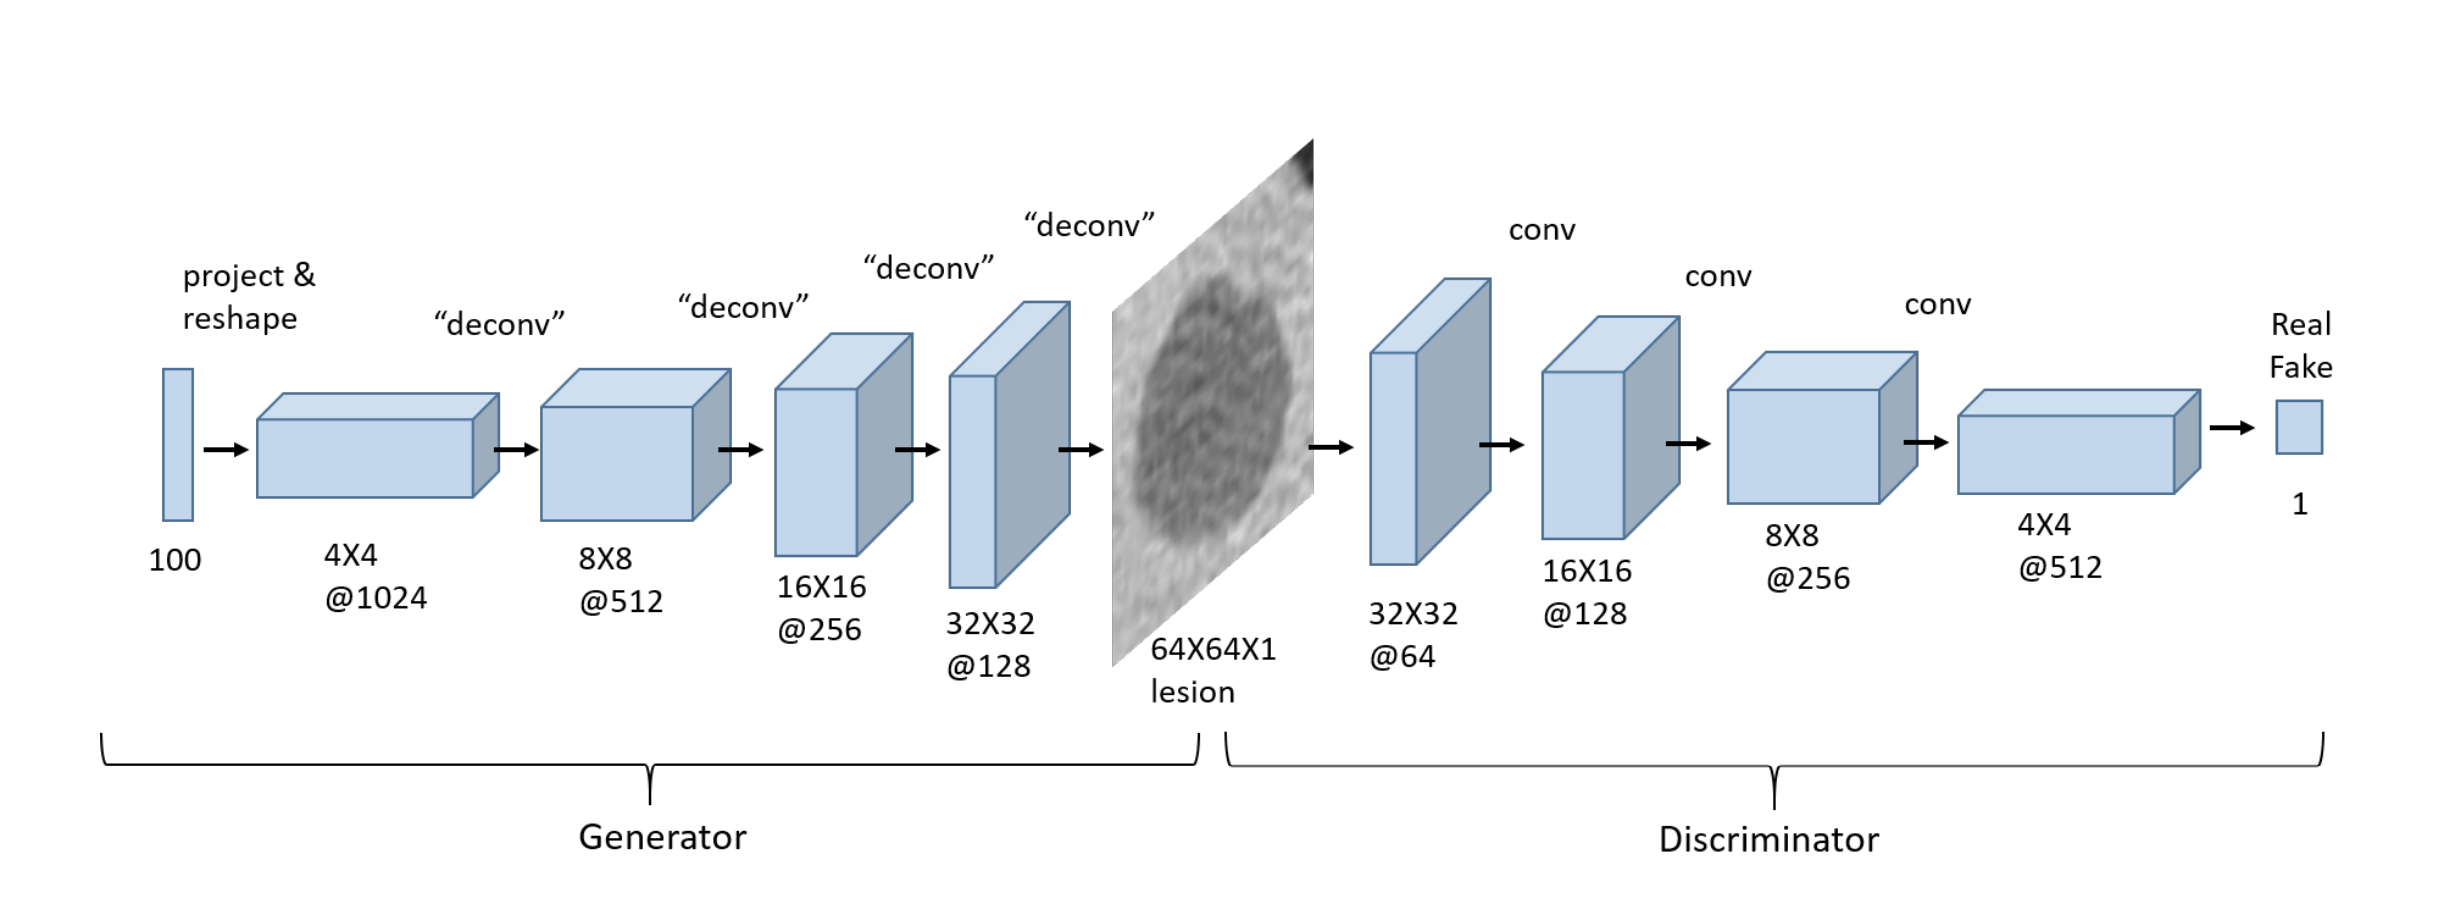 project &
reshape
“deconv”
“deconv”
“deconv”
“deconv”
conv
conv
conv
Real
Fake
100
4X4
@1024
8X8
@512
16X16
@256
32X32
@128
64X64X1
lesion
32X32
@64
16X16
@128
8X8
@256
4X4
@512
1
Generator
Discriminator